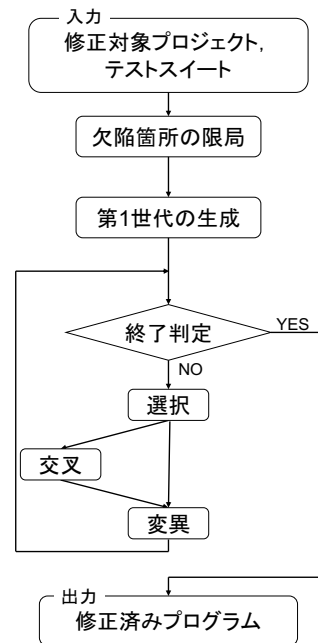 入力
修正対象プロジェクト,
テストスイート
欠陥箇所の限局
第1世代の生成
終了判定
YES
NO
選択
交叉
変異
出力
修正済みプログラム